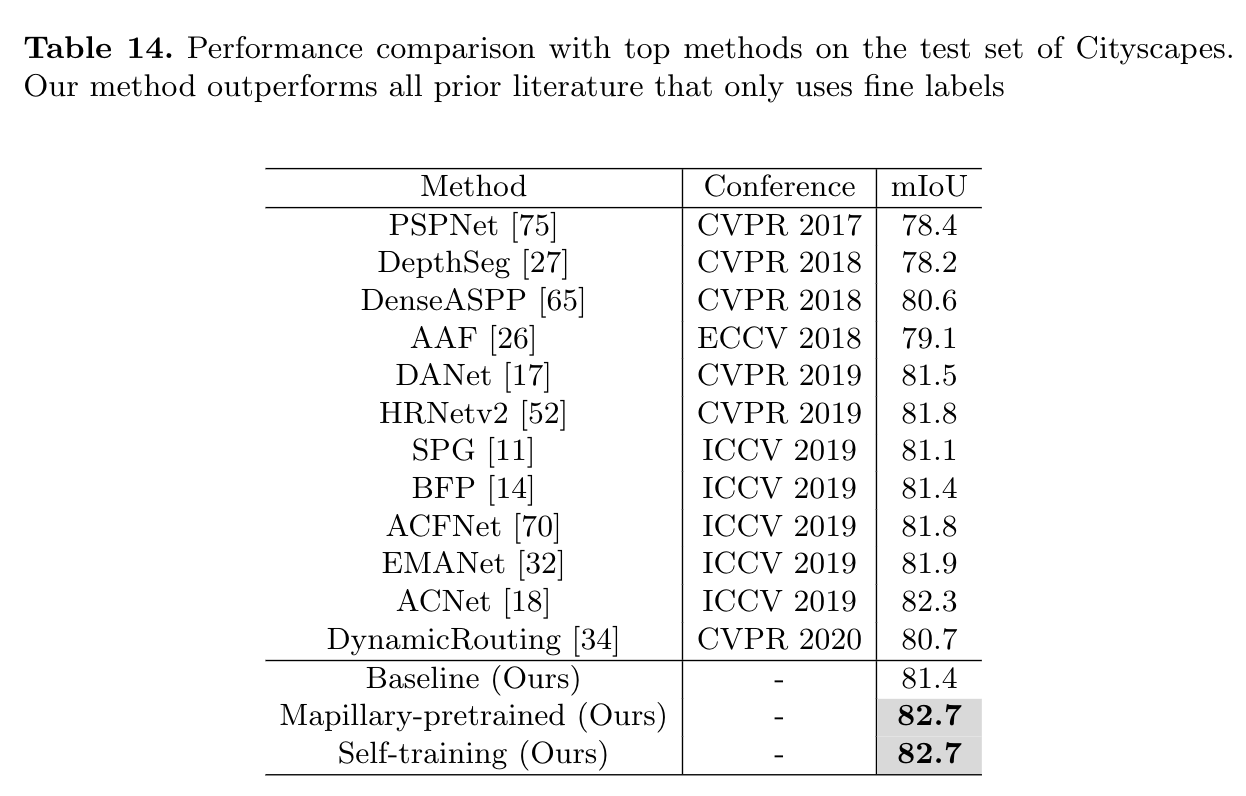 Table 14. Performance comparison with top methods on the test set of Cityscapes.
Our method outperforms all prior literature that only uses fine labels
Method Conference mIoU
PSPNet [75] CVPR 2017 78.4
DepthSeg [27] CVPR 2018 78.2
DenseASPP [65] CVPR 2018 80.6
AAF [26] ECCV 2018 79.1
DANet [17] CVPR 2019 81.5
HRNetv2 [52] CVPR 2019 81.8
SPG [11] ICCV 2019 81.1
BFP [14] ICCV 2019 81.4
ACFNet [70] ICCV 2019 81.8
EMANet [32] ICCV 2019 81.9
ACNet [18] ICCV 2019 82.3
DynamicRouting [34] CVPR 2020 80.7
Baseline (Ours) - 81.4
Mapillary-pretrained (Ours) - 82.7
Self-training (Ours) - 82.7